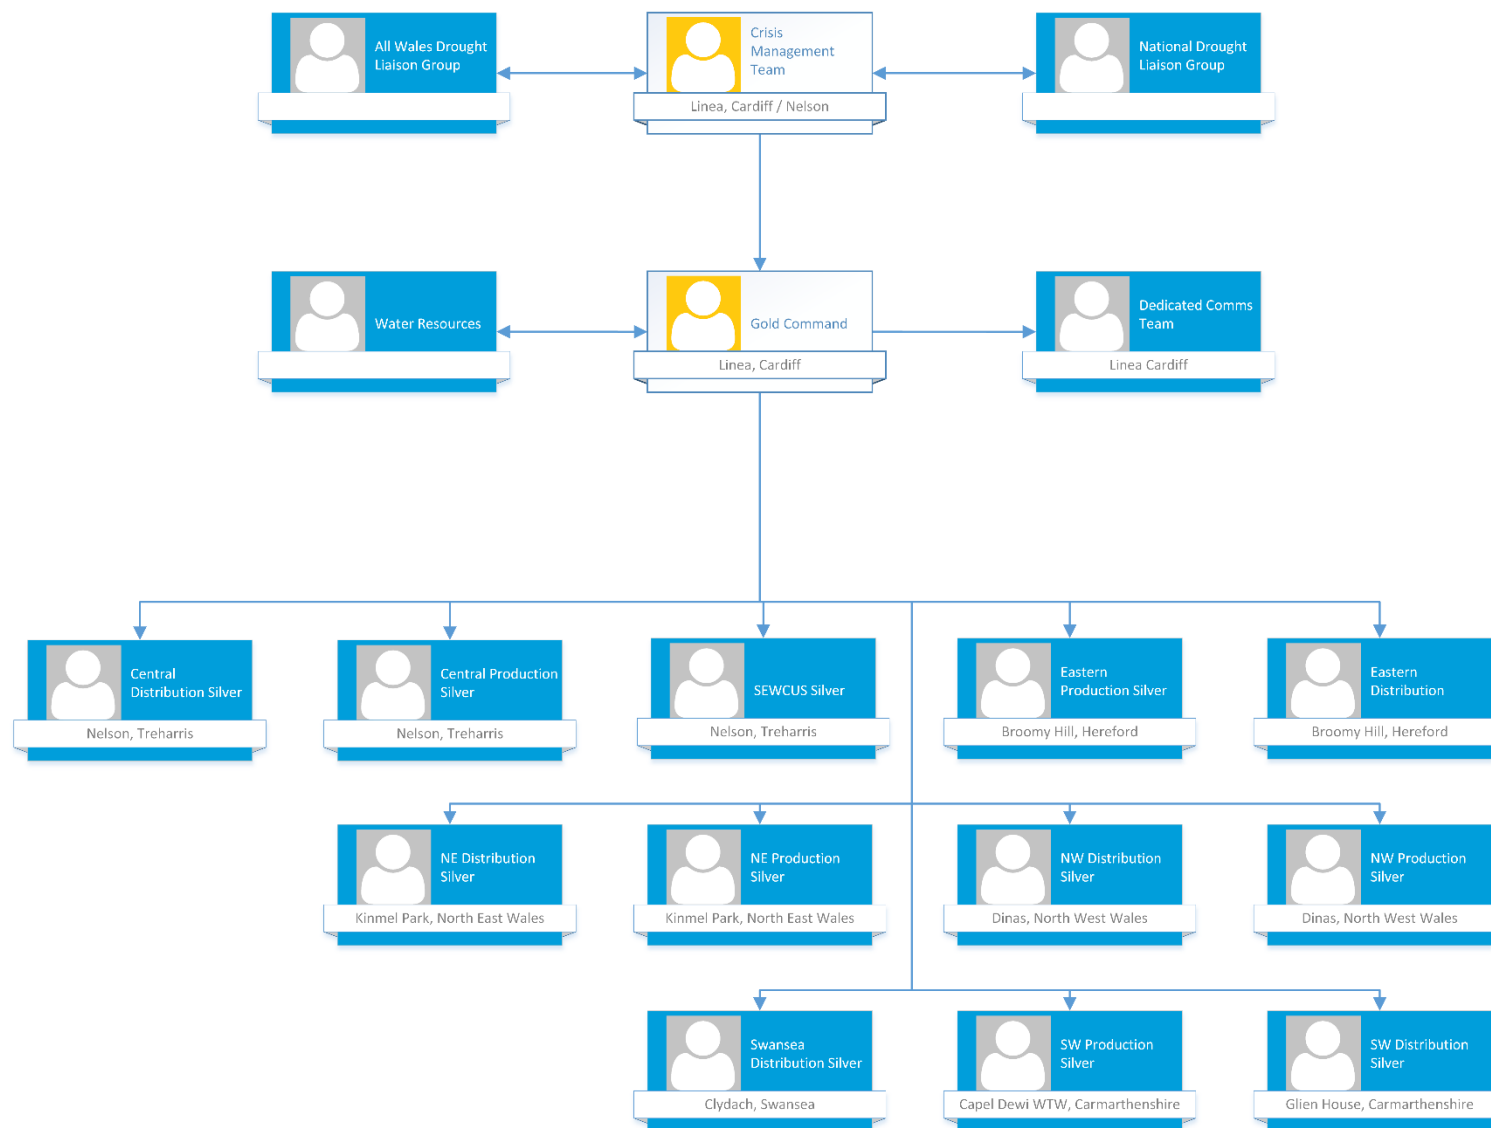 All Wales Drought
Liaison Group
Crisis
Management
Team
Linea, Cardiff / Nelson
National Drought
Liaison Group
Water Resources
Gold Command
Linea, Cardiff
Dedicated Comms
Team
Linea Cardiff
Central
Distribution Silver
Nelson, Treharris
Central Production
Silver
Nelson, Treharris
SEWCUS Silver
Nelson, Treharris
Eastern
Production Silver
Broomy Hill, Hereford
Eastern
Distribution
Broomy Hill, Hereford
NE Distribution
Silver
Kinmel Park, North East Wales
NE Production
Silver
Kinmel Park, North East Wales
NW Distribution
Silver
Dinas, North West Wales
NW Production
Silver
Dinas, North West Wales
Swansea
Distribution Silver
Clydach, Swansea
SW Production
Silver
Capel Dewi WTW, Carmarthenshire
SW Distribution
Silver
Glien House, Carmarthenshire